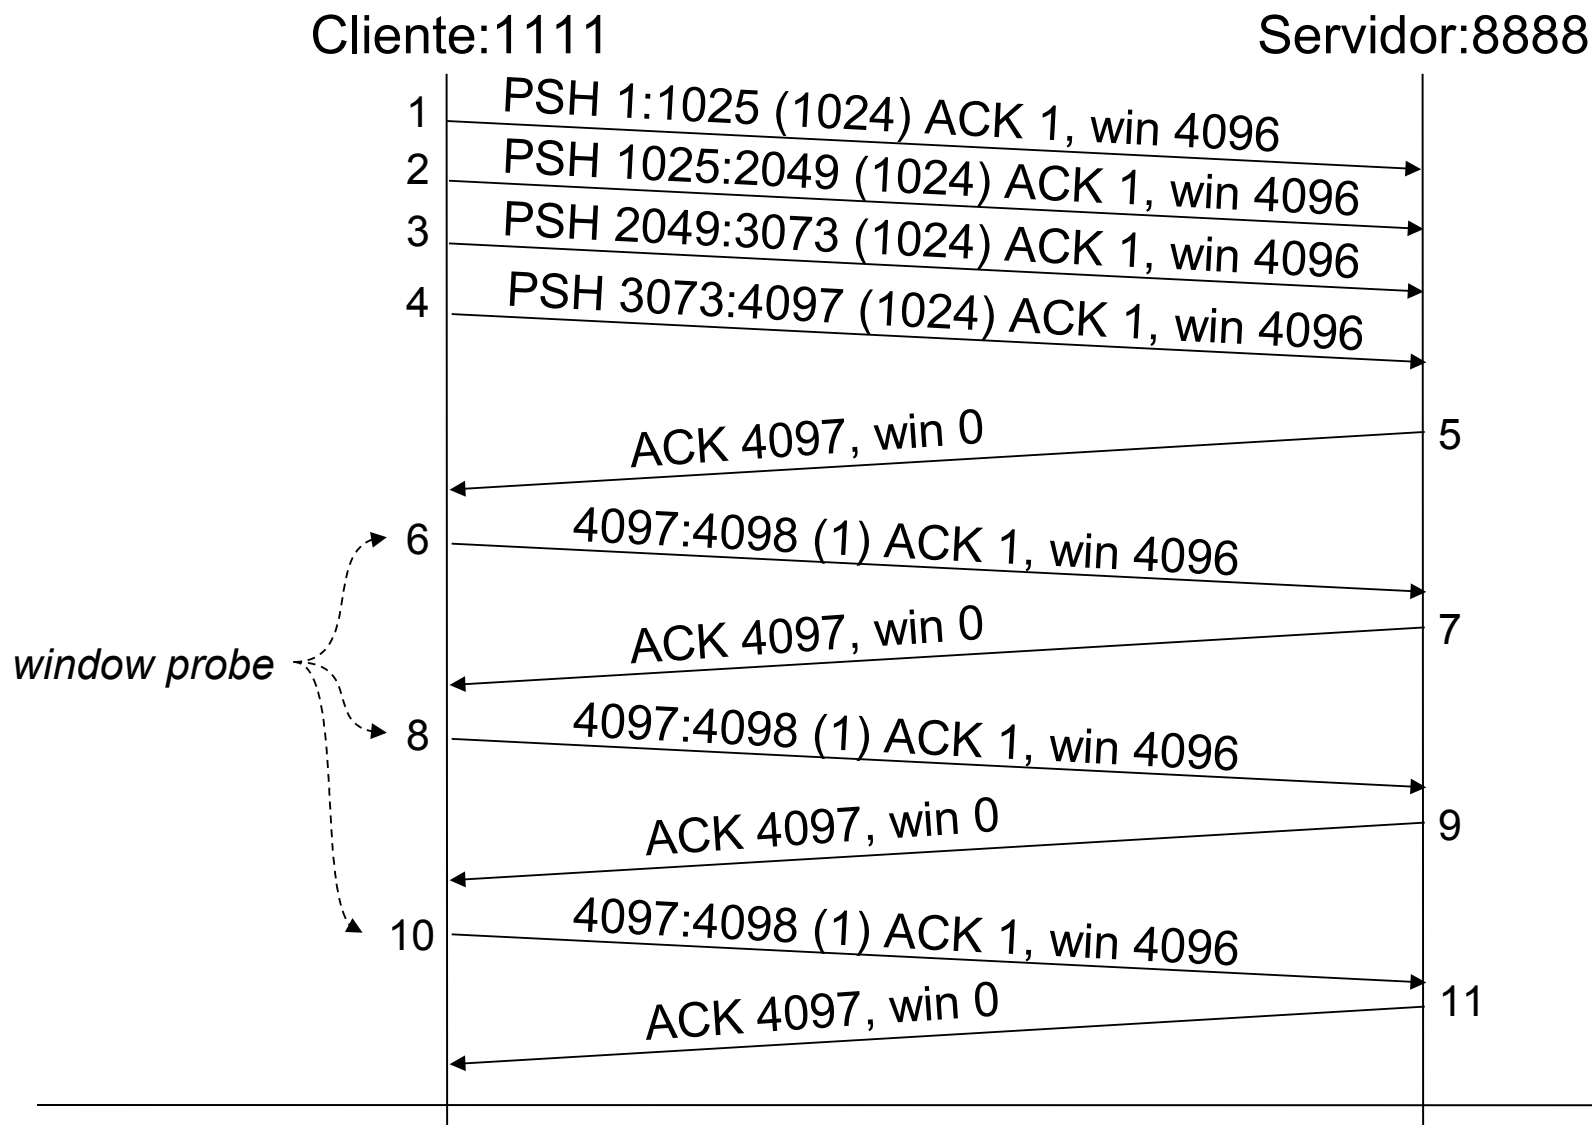 Cliente:1111
Servidor:8888
1
PSH 1:1025 (1024) ACK 1, win 4096
2
PSH 1025:2049 (1024) ACK 1, win 4096
3
PSH 2049:3073 (1024) ACK 1, win 4096
4
PSH 3073:4097 (1024) ACK 1, win 4096
ACK 4097, win 0
5
6
4097:4098 (1) ACK 1, win 4096
ACK 4097, win 0
7
window probe
8
4097:4098 (1) ACK 1, win 4096
ACK 4097, win 0
9
10
4097:4098 (1) ACK 1, win 4096
ACK 4097, win 0
11